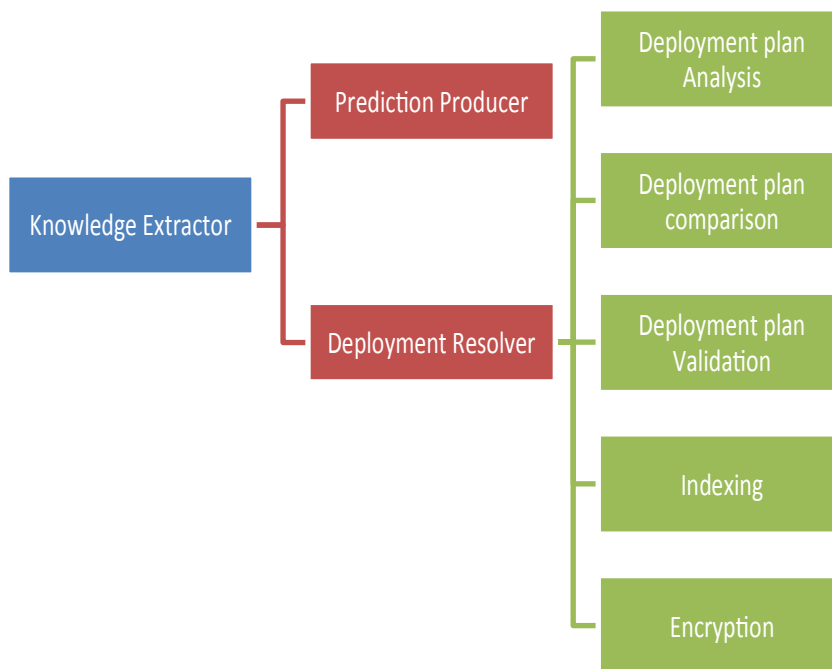 Knowledge Extractor
Prediction Producer
Deployment Resolver
Deployment plan
Analysis
Deployment plan
comparison
Deployment plan
Validation
Indexing
Encryption